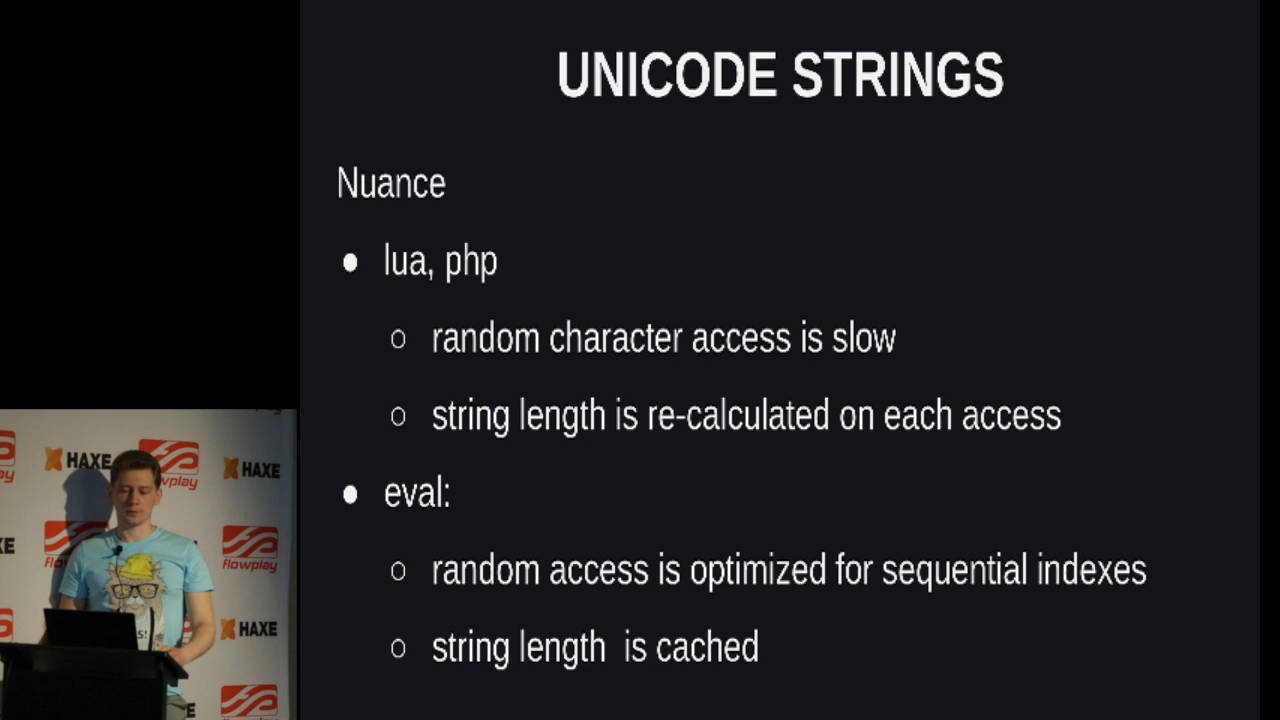 UNICODE STRINGS
Nuance
● lua, php
○ random character access is slow
○ string length is re-calculated on each access
● eval:
○ random access is optimized for sequential indexes
○ string length is cached
HAXE
HAXE
flowplay
HAXE